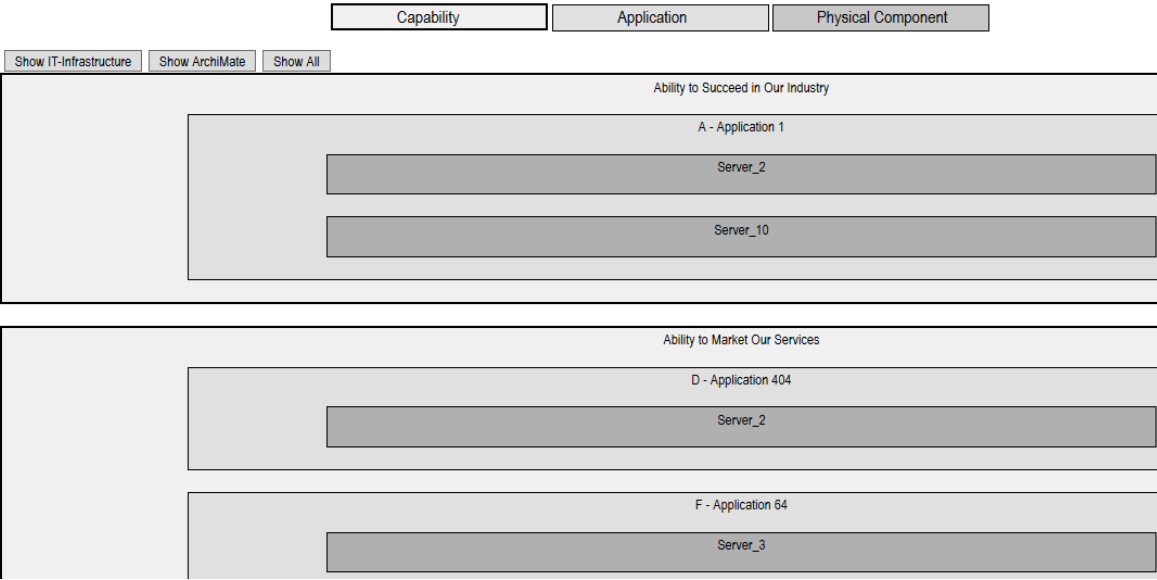 Capability Application Physical Component
Show IT-Infrastructure Show ArchiMate Show All
Ability to Succeed in Our Industry
A - Application 1
Server_2
Server_10
Ability to Market Our Services
D - Application 404
Server_2
F - Application 64
Server_3